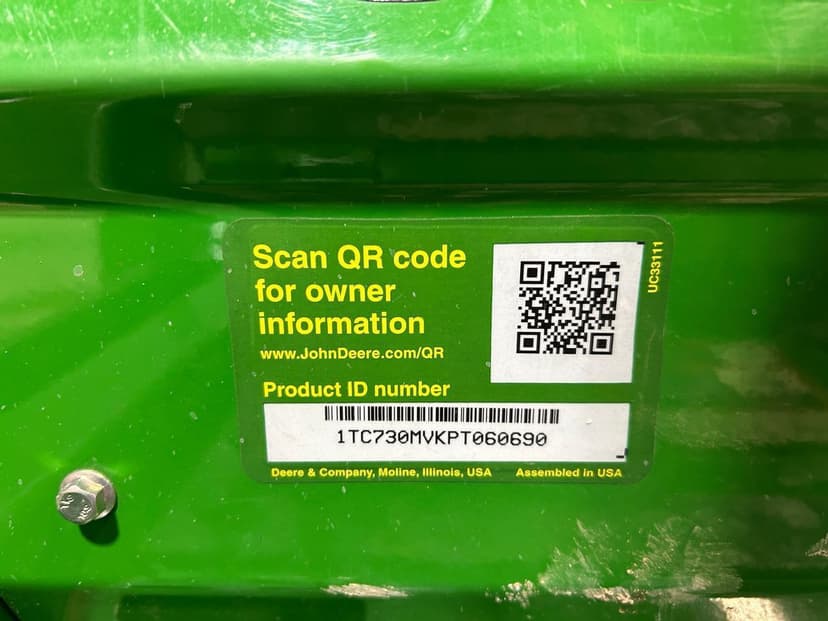 Scan QR code
for owner
information
www.JohnDeere.com/QR
UC33111
Product ID number
1TC730MVKPT060690
Deere & Company, Moline, Illinois, USA Assembled in USA